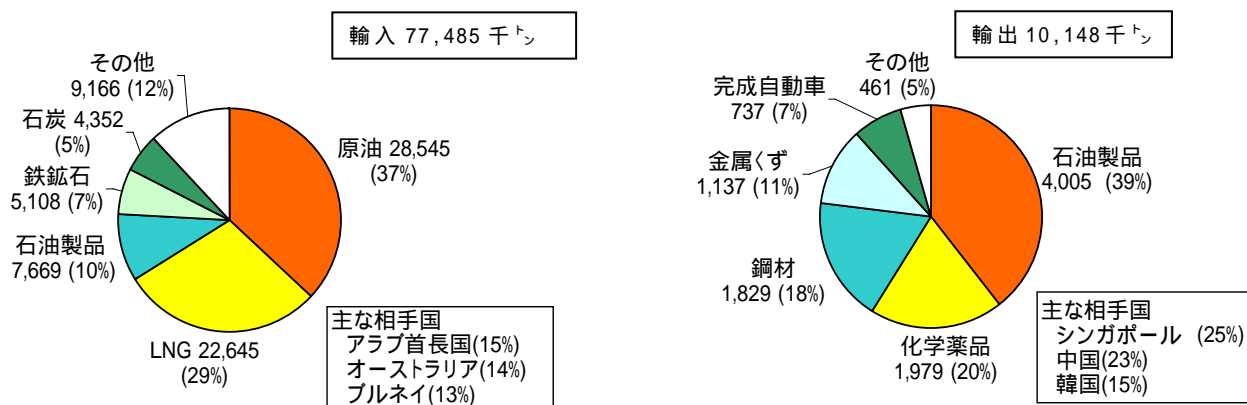 輸入 77,485 千㌧
その他
9,166 (12%)
石炭 4,352
(5%)
鉄鉱石
5,108 (7%)
石油製品
7,669 (10%)
原油 28,545
(37%)
LNG 22,645
(29%)
主な相手国
アラブ首長国(15%)
オーストラリア(14%)
ブルネイ(13%)
輸出 10,148千㌧
その他
461 (5%)
完成自動車
737 (7%)
金属くず
1,137 (11%)
鋼材
1,829 (18%)
石油製品
4,005 (39%)
化学薬品
1,979 (20%)
主な相手国
シンガポール (25%)
中国(23%)
韓国(15%)